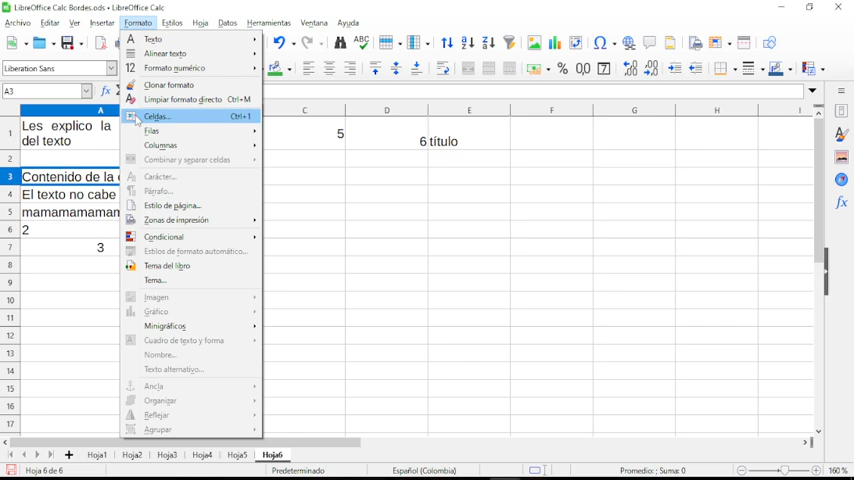 LibreOffice Calc Bordes.ods • LibreOffice Calc
Archivo Editar Ver Insertar Formato Estilos Hoja Datos Herramientas Ventana Ayuda
Liberation Sans
A3
A C D E F G H I
Texto
Alinear texto
Formato numérico
Clonar formato
Limpiar formato directo Ctrl+M
Celdas... Ctrl+1
Filas
Columnas
Combinar y separar celdas
Carácter...
Párrafo...
Estilo de página...
Zonas de impresión
Condicional
Estilos de formato automático...
Tema del libro
Tema...
Imagen
Gráfico
Minigráficos
Cuadro de texto y forma
Nombre...
Texto alternativo...
Ancla
Organizar
Reflejar
Agrupar
1 Les explico la
del texto
5
6 título
2
3 Contenido de la
4 El texto no cabe
5 mamamamamam
6 2
7 3
8
9
10
11
12
13
14
15
16
17
Hoja1 Hoja2 Hoja3 Hoja4 Hoja5 Hoja6
Hoja 6 de 6 Predeterminado Español (Colombia) Promedio: ; Suma: 0 160 %